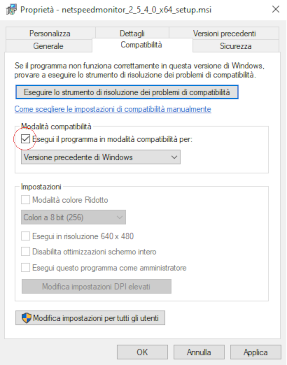 Proprietà - netspeedmonitor_2_5_4_0_x64_setup.msi
Personalizza Dettagli Versioni precedenti
Generale Compatibilità Sicurezza
Se il programma non funziona correttamente in questa versione di Windows,
provare a eseguire lo strumento di risoluzione dei problemi di compatibilità.
Eseguire lo strumento di risoluzione dei problemi di compatibilità
Come scegliere le impostazioni di compatibilità manualmente
Modalità compatibilità
Esegui il programma in modalità compatibilità per:
Versione precedente di Windows
Impostazioni
Modalità colore Ridotto
Colori a 8 bit (256)
Esegui in risoluzione 640 x 480
Disabilita ottimizzazioni schermo intero
Esegui questo programma come amministratore
Modifica impostazioni DPI elevati
Modifica impostazioni per tutti gli utenti
OK Annulla Applica